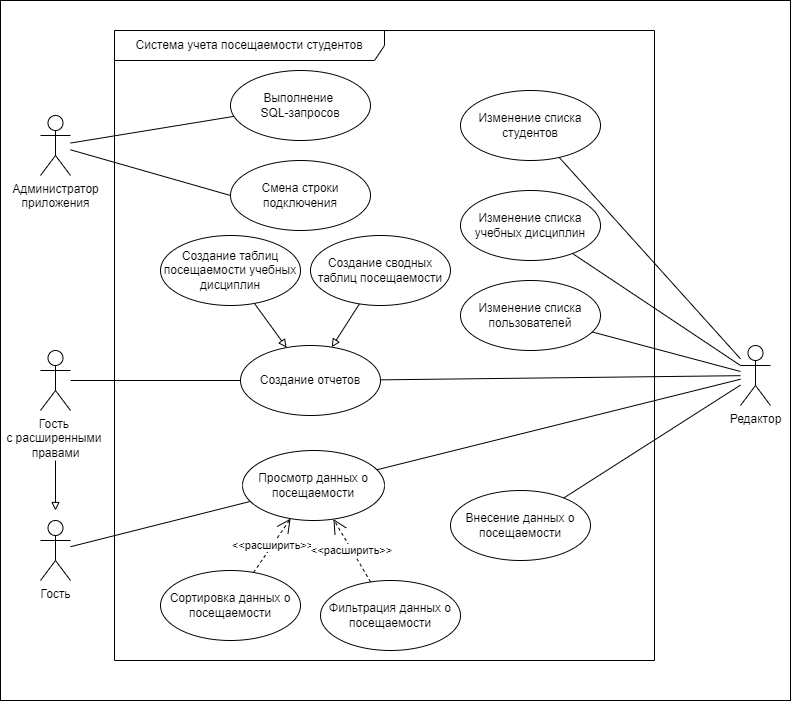 Система учета посещаемости студентов
Выполнение
SQL-запросов
Изменение списка
студентов
Администратор
приложения
Смена строки
подключения
Изменение списка
учебных дисциплин
Создание таблиц
посещаемости учебных
дисциплин
Создание сводных
таблиц посещаемости
Изменение списка
пользователей
Создание отчетов
Гость
с расширенными
правами
Редактор
Просмотр данных о
посещаемости
Внесение данных о
посещаемости
<<расширить>>
<<расширить>>
Гость
Сортировка данных о
посещаемости
Фильтрация данных о
посещаемости